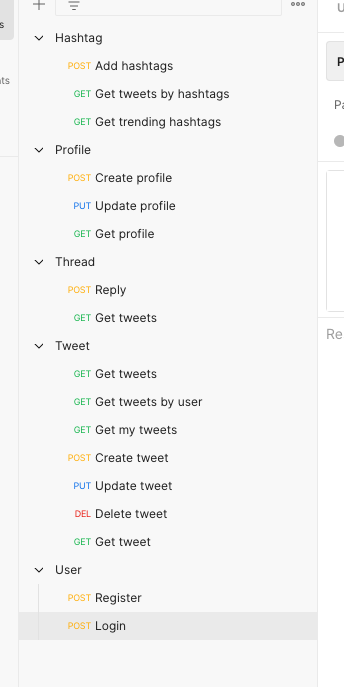 Hashtag
POST Add hashtags
GET Get tweets by hashtags
GET Get trending hashtags
Profile
POST Create profile
PUT Update profile
GET Get profile
Thread
POST Reply
GET Get tweets
Tweet
GET Get tweets
GET Get tweets by user
GET Get my tweets
POST Create tweet
PUT Update tweet
DEL Delete tweet
GET Get tweet
User
POST Register
POST Login
s
ts
U
P
Pa
Re